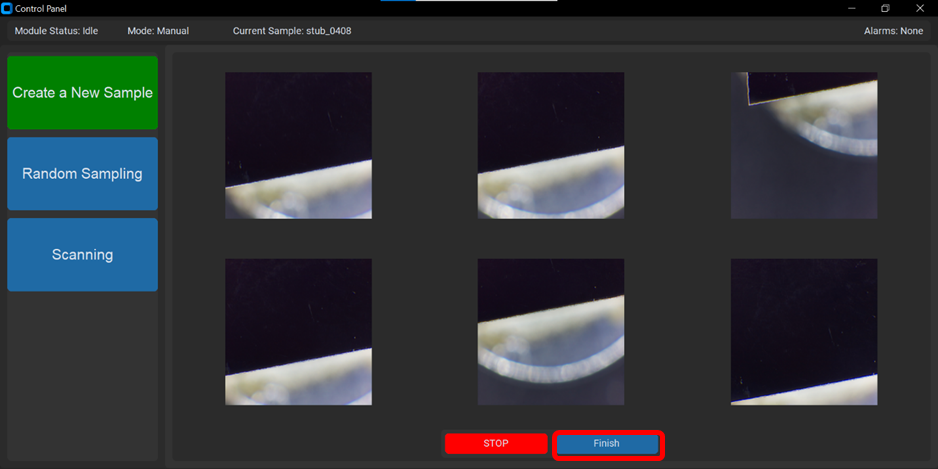 Control Panel
Module Status: Idle Mode: Manual Current Sample: stub_0408 Alarms: None
Create a New Sample
Random Sampling
Scanning
STOP Finish